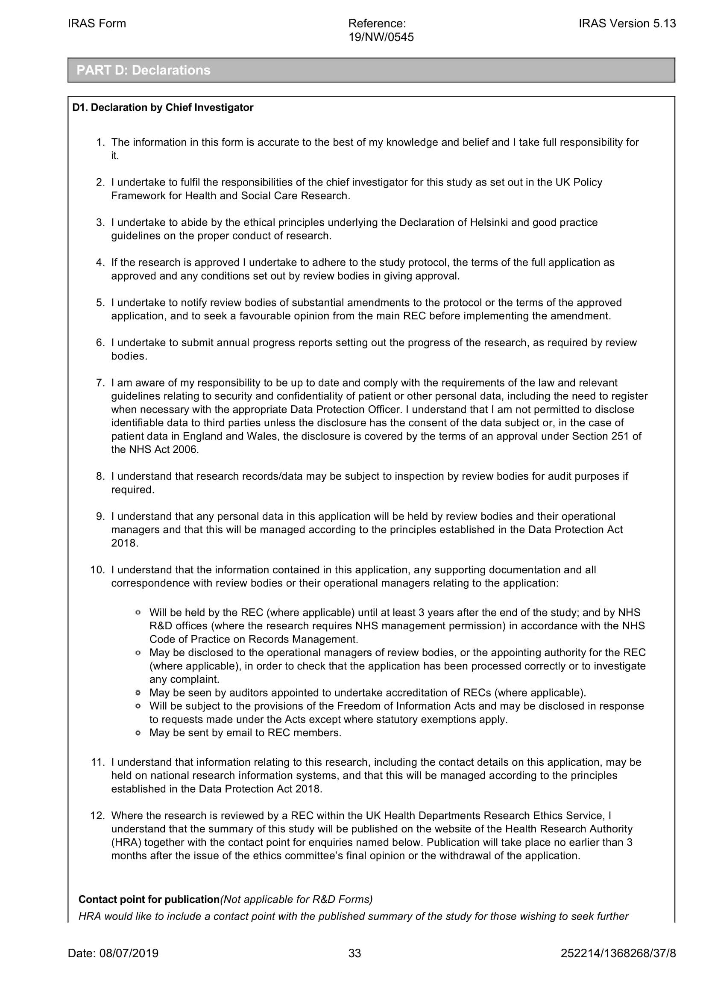 IRAS Form
Reference:
19/NW/0545
IRAS Version 5.13
PART D: Declarations
D1. Declaration by Chief Investigator
1. The information in this form is accurate to the best of my knowledge and belief and I take full responsibility for
it.
2. I undertake to fulfil the responsibilities of the chief investigator for this study as set out in the UK Policy
Framework for Health and Social Care Research.
3. I undertake to abide by the ethical principles underlying the Declaration of Helsinki and good practice
guidelines on the proper conduct of research.
4. If the research is approved I undertake to adhere to the study protocol, the terms of the full application as
approved and any conditions set out by review bodies in giving approval.
5. I undertake to notify review bodies of substantial amendments to the protocol or the terms of the approved
application, and to seek a favourable opinion from the main REC before implementing the amendment.
6. I undertake to submit annual progress reports setting out the progress of the research, as required by review
bodies.
7. I am aware of my responsibility to be up to date and comply with the requirements of the law and relevant
guidelines relating to security and confidentiality of patient or other personal data, including the need to register
when necessary with the appropriate Data Protection Officer. I understand that I am not permitted to disclose
identifiable data to third parties unless the disclosure has the consent of the data subject or, in the case of
patient data in England and Wales, the disclosure is covered by the terms of an approval under Section 251 of
the NHS Act 2006.
8. I understand that research records/data may be subject to inspection by review bodies for audit purposes if
required.
9. I understand that any personal data in this application will be held by review bodies and their operational
managers and that this will be managed according to the principles established in the Data Protection Act
2018.
10. I understand that the information contained in this application, any supporting documentation and all
correspondence with review bodies or their operational managers relating to the application:
Will be held by the REC (where applicable) until at least 3 years after the end of the study; and by NHS
R&D offices (where the research requires NHS management permission) in accordance with the NHS
Code of Practice on Records Management.
May be disclosed to the operational managers of review bodies, or the appointing authority for the REC
(where applicable), in order to check that the application has been processed correctly or to investigate
any complaint.
May be seen by auditors appointed to undertake accreditation of RECs (where applicable).
Will be subject to the provisions of the Freedom of Information Acts and may be disclosed in response
to requests made under the Acts except where statutory exemptions apply.
May be sent by email to REC members.
11. I understand that information relating to this research, including the contact details on this application, may be
held on national research information systems, and that this will be managed according to the principles
established in the Data Protection Act 2018.
12. Where the research is reviewed by a REC within the UK Health Departments Research Ethics Service, I
understand that the summary of this study will be published on the website of the Health Research Authority
(HRA) together with the contact point for enquiries named below. Publication will take place no earlier than 3
months after the issue of the ethics committee’s final opinion or the withdrawal of the application.
Contact point for publication(Not applicable for R&D Forms)
HRA would like to include a contact point with the published summary of the study for those wishing to seek further
Date: 08/07/2019
33
252214/1368268/37/8